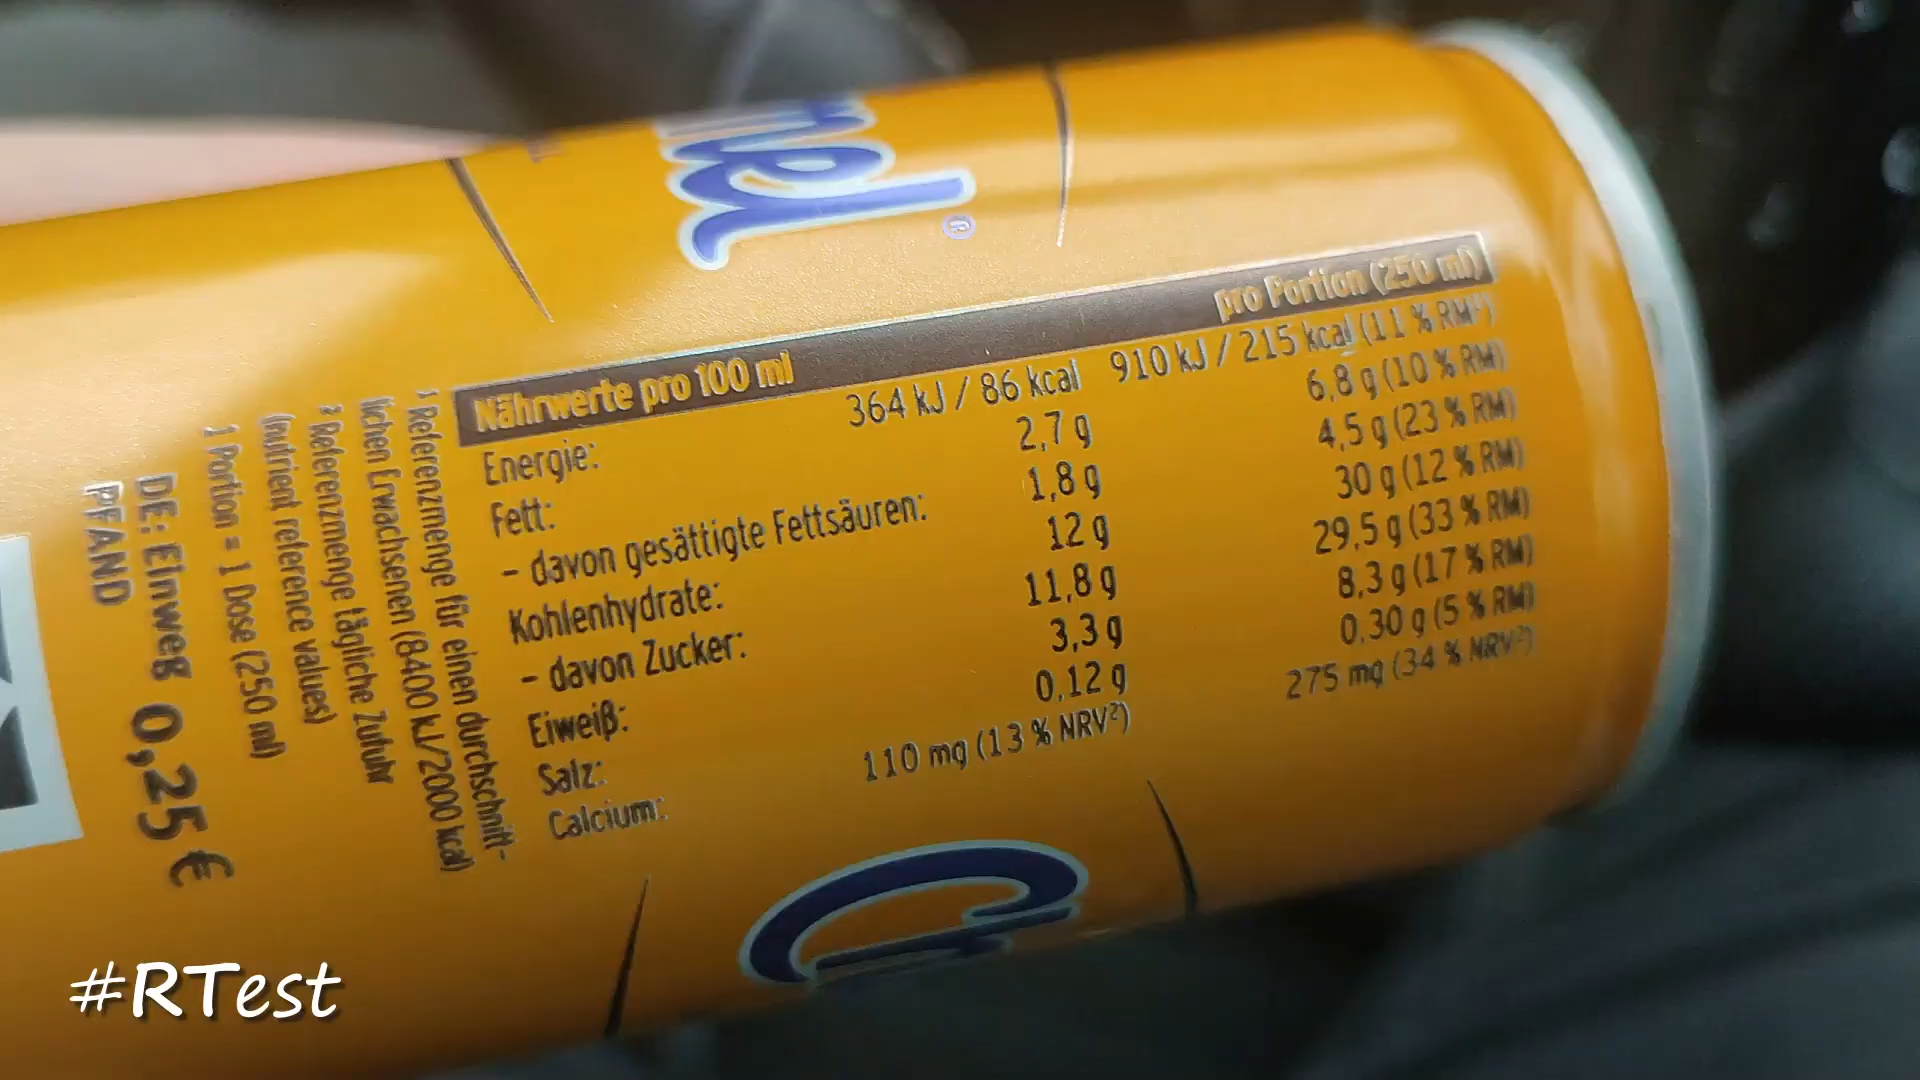 nel®
Nährwerte pro 100 ml pro Portion (250 ml)
Energie: 364 kJ / 86 kcal 910 kJ / 215 kcal (11 % RM¹)
Fett: 2,7 g 6,8 g (10 % RM)
- davon gesättigte Fettsäuren: 1,8 g 4,5 g (23 % RM)
Kohlenhydrate: 12 g 30 g (12 % RM)
- davon Zucker: 11,8 g 29,5 g (33 % RM)
Eiweiß: 3,3 g 8,3 g (17 % RM)
Salz: 0,12 g 0,30 g (5 % RM)
Calcium: 110 mg (13 % NRV²) 275 mg (34 % NRV²)
¹ Referenzmenge für einen durchschnitt-
lichen Erwachsenen (8400 kJ/2000 kcal)
² Referenzmenge tägliche Zufuhr
(nutrient reference values)
1 Portion = 1 Dose (250 ml)
DE: Einweg 0,25 €
PFAND
#RTest